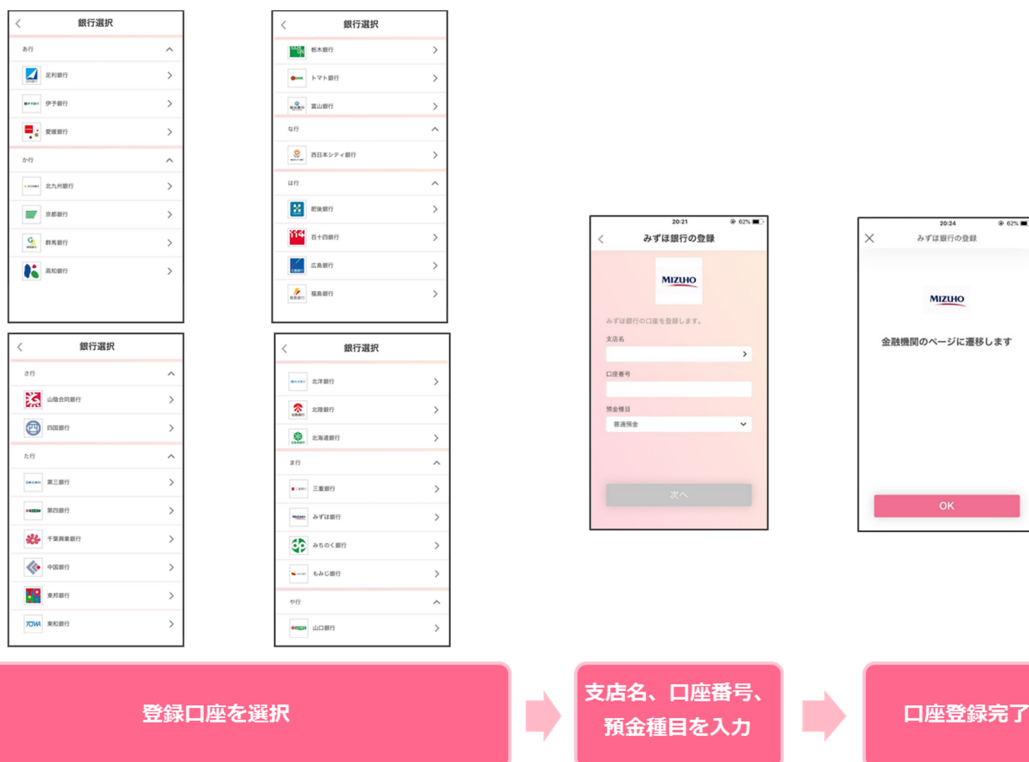 銀行選択
あ行
足利銀行
伊予銀行
愛媛銀行
か行
北九州銀行
京都銀行
群馬銀行
高知銀行
銀行選択
栃木銀行
トマト銀行
富山銀行
な行
西日本シティ銀行
は行
肥後銀行
百十四銀行
広島銀行
福島銀行
銀行選択
さ行
山陰合同銀行
四国銀行
た行
第三銀行
第四銀行
千葉興業銀行
中国銀行
東邦銀行
TOWA
東和銀行
銀行選択
北洋銀行
北陸銀行
北海道銀行
ま行
三重銀行
みずほ銀行
みちのく銀行
もみじ銀行
や行
山口銀行
20:21
62%
みずほ銀行の登録
MIZUHO
みずほ銀行の口座を登録します。
支店名
口座番号
預金種目
普通預金
次へ
20:24
62%
みずほ銀行の登録
MIZUHO
金融機関のページに遷移します
OK
登録口座を選択
支店名、口座番号、
預金種目を入力
口座登録完了